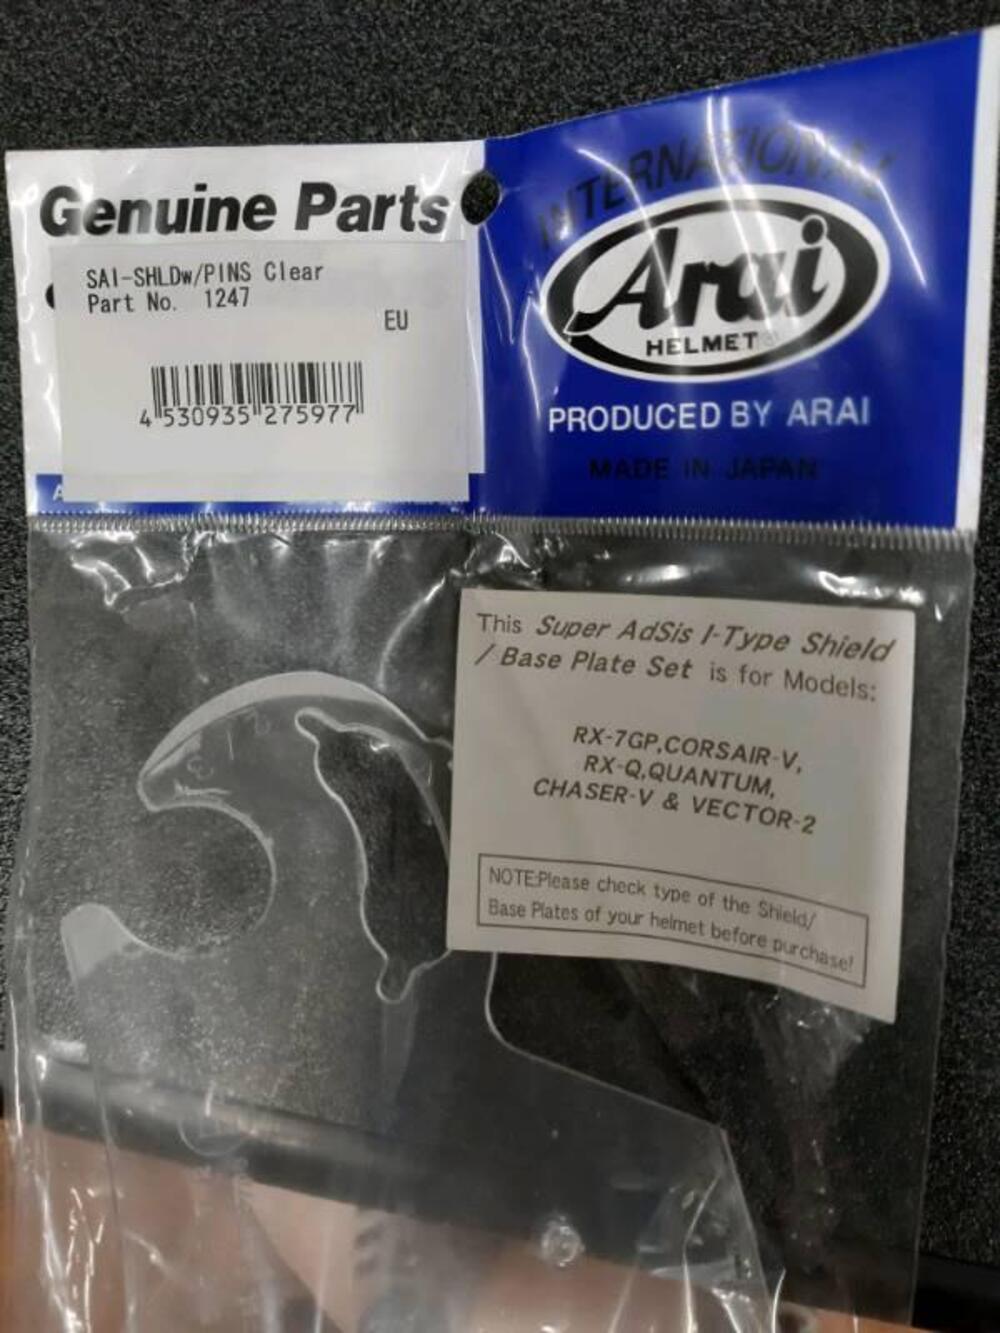 Genuine Parts
SAI-SHLDw/PINS Clear
Part No. 1247
EU
4 530935 275977
A
INTERNATIONAL
Arai
HELMET
PRODUCED BY ARAI
MADE IN JAPAN
This Super AdSis I-Type Shield
/ Base Plate Set is for Models:
RX-7GP,CORSAIR-V,
RX-Q,QUANTUM,
CHASER-V & VECTOR-2
NOTE:Please check type of the Shield/
Base Plates of your helmet before purchase!